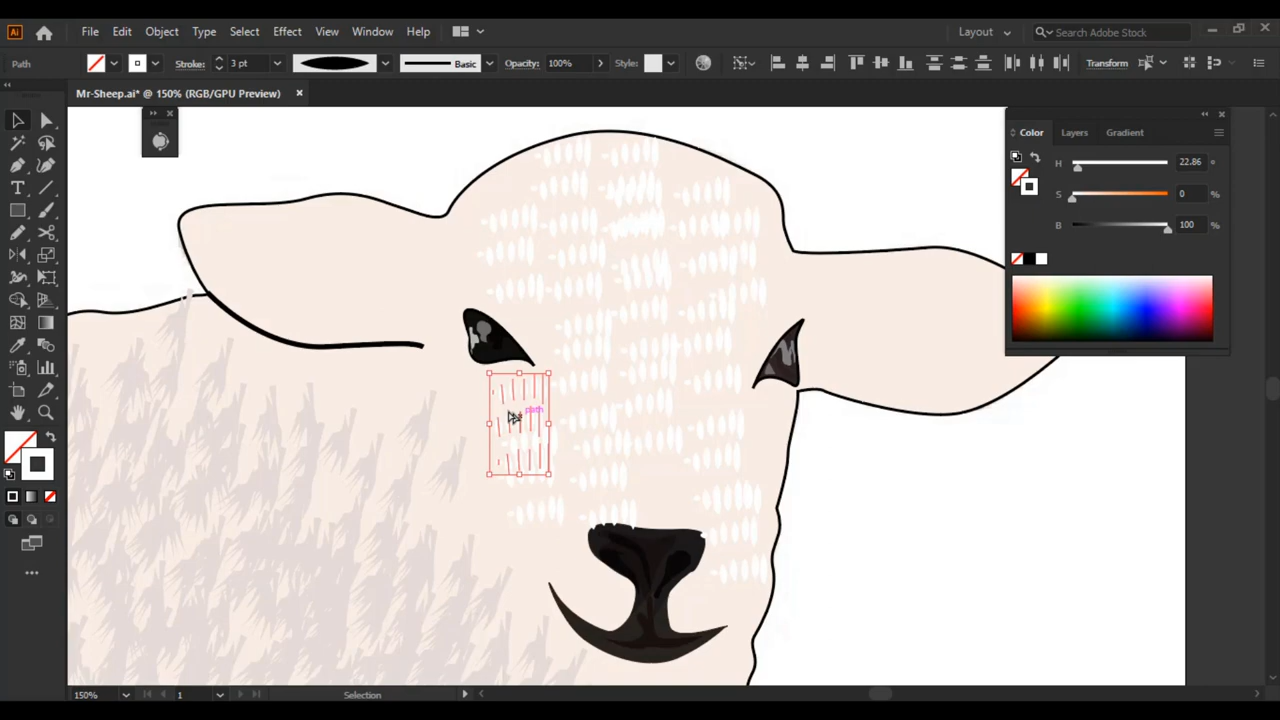 Ai File Edit Object Type Select Effect View Window Help Layout Search Adobe Stock
Path Stroke: 3 pt Basic Opacity: 100% Style: Transform
Mr-Sheep.ai* @ 150% (RGB/GPU Preview)
Color Layers Gradient
H 22.86 °
S 0 %
B 100 %
path
150% 1 Selection